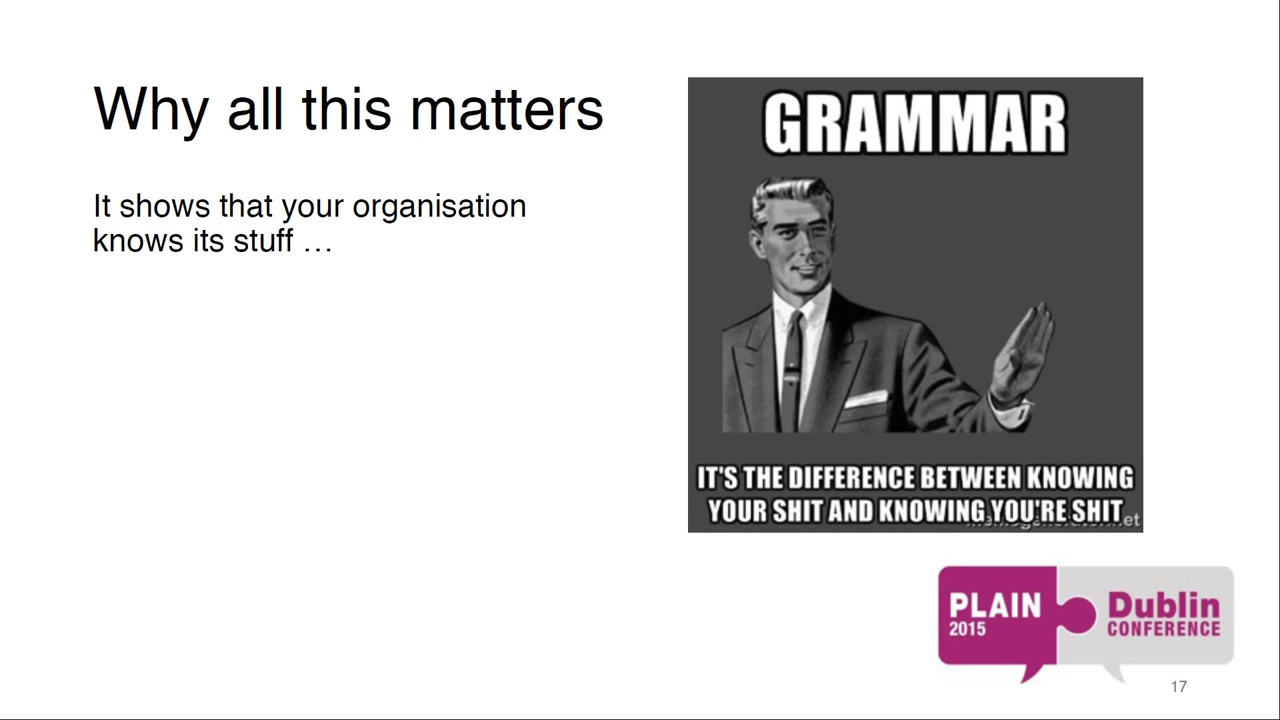 Why all this matters
It shows that your organisation
knows its stuff …
GRAMMAR
IT'S THE DIFFERENCE BETWEEN KNOWING
YOUR SHIT AND KNOWING YOU'RE SHIT
PLAIN
2015
Dublin
CONFERENCE
17